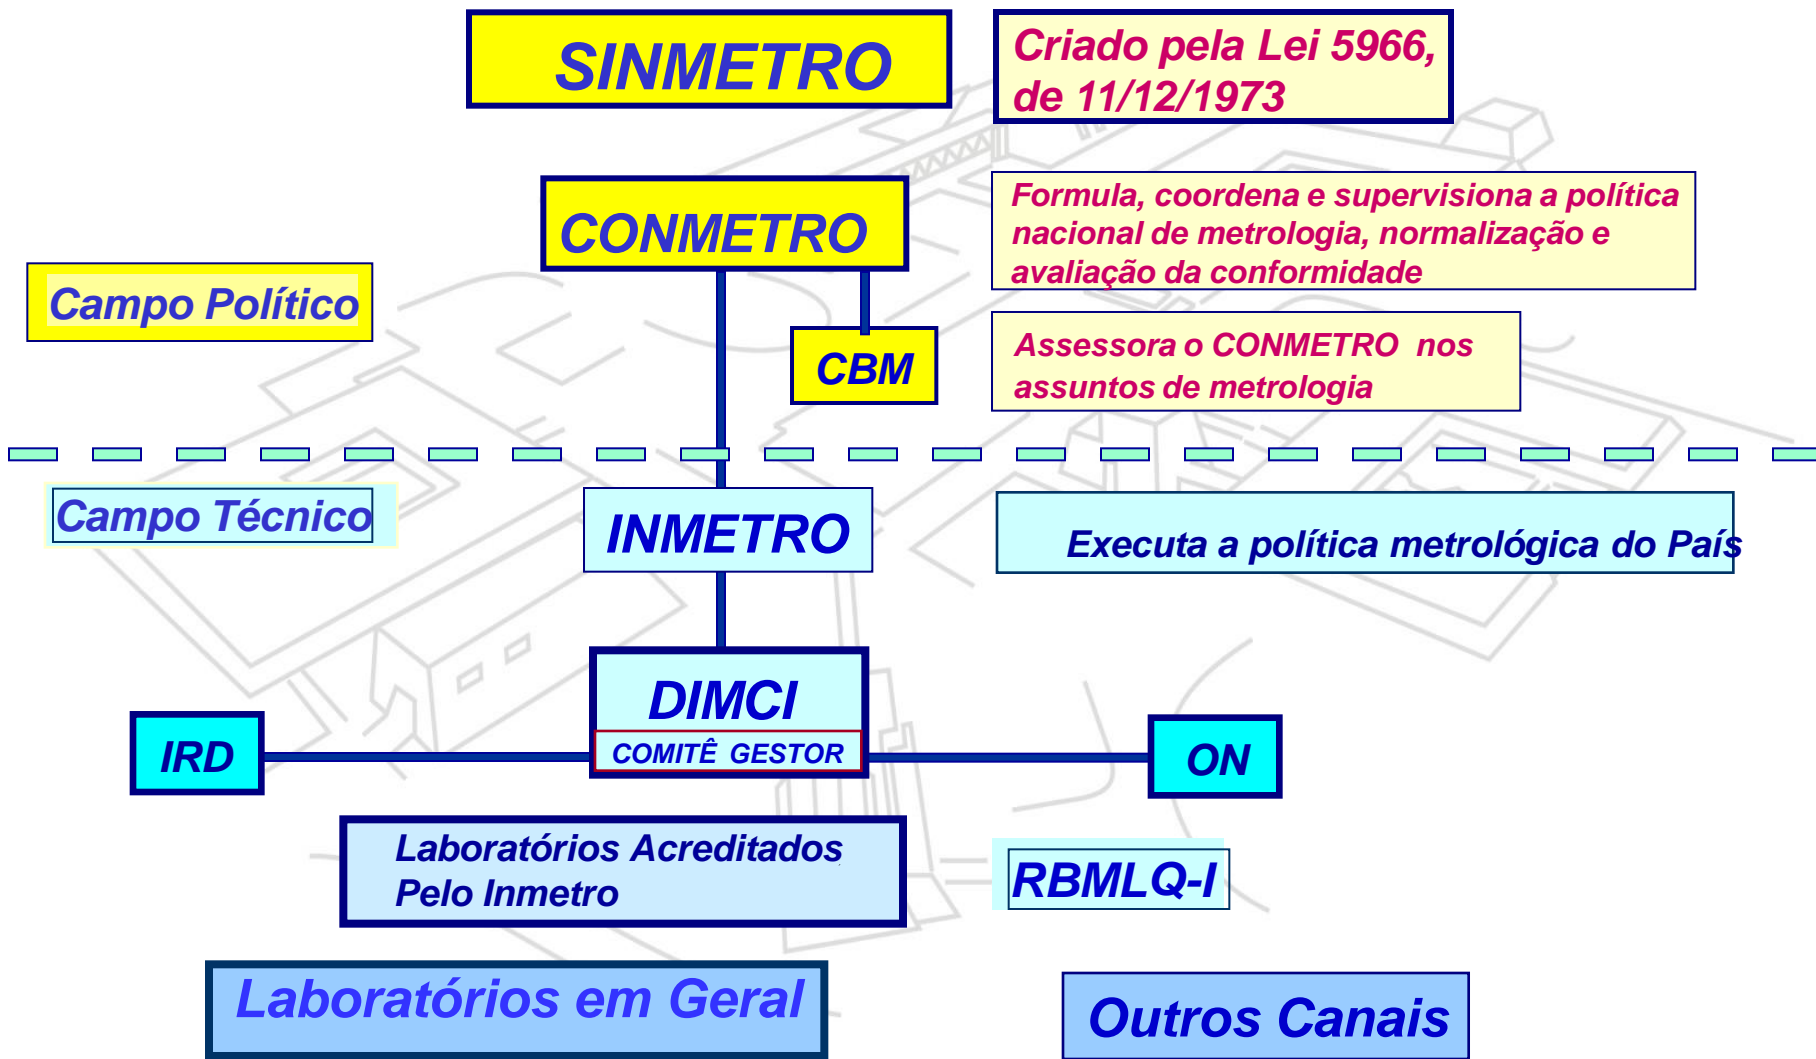 SINMETRO
Criado pela Lei 5966,
de 11/12/1973
CONMETRO
Formula, coordena e supervisiona a política
nacional de metrologia, normalização e
avaliação da conformidade
Campo Político
CBM
Assessora o CONMETRO nos
assuntos de metrologia
Campo Técnico
INMETRO
Executa a política metrológica do País
DIMCI
COMITÊ GESTOR
IRD
ON
Laboratórios Acreditados
Pelo Inmetro
RBMLQ-I
Laboratórios em Geral
Outros Canais